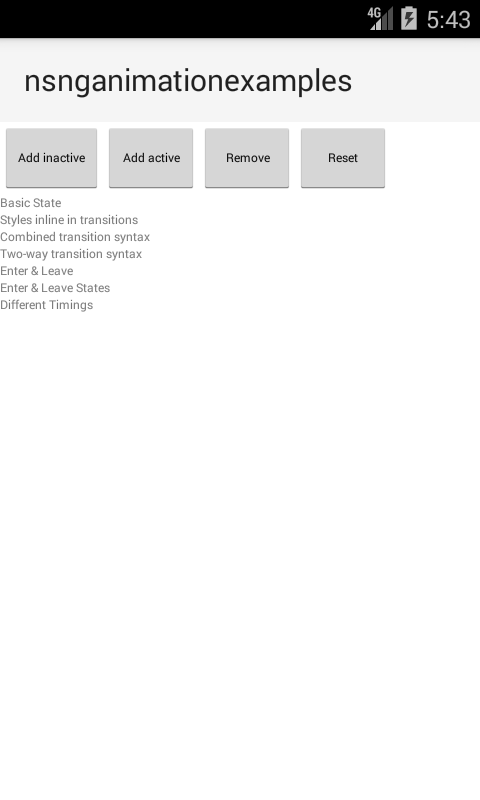 4G 5:43
nsnganimationexamples
Add inactive Add active Remove Reset
Basic State
Styles inline in transitions
Combined transition syntax
Two-way transition syntax
Enter & Leave
Enter & Leave States
Different Timings